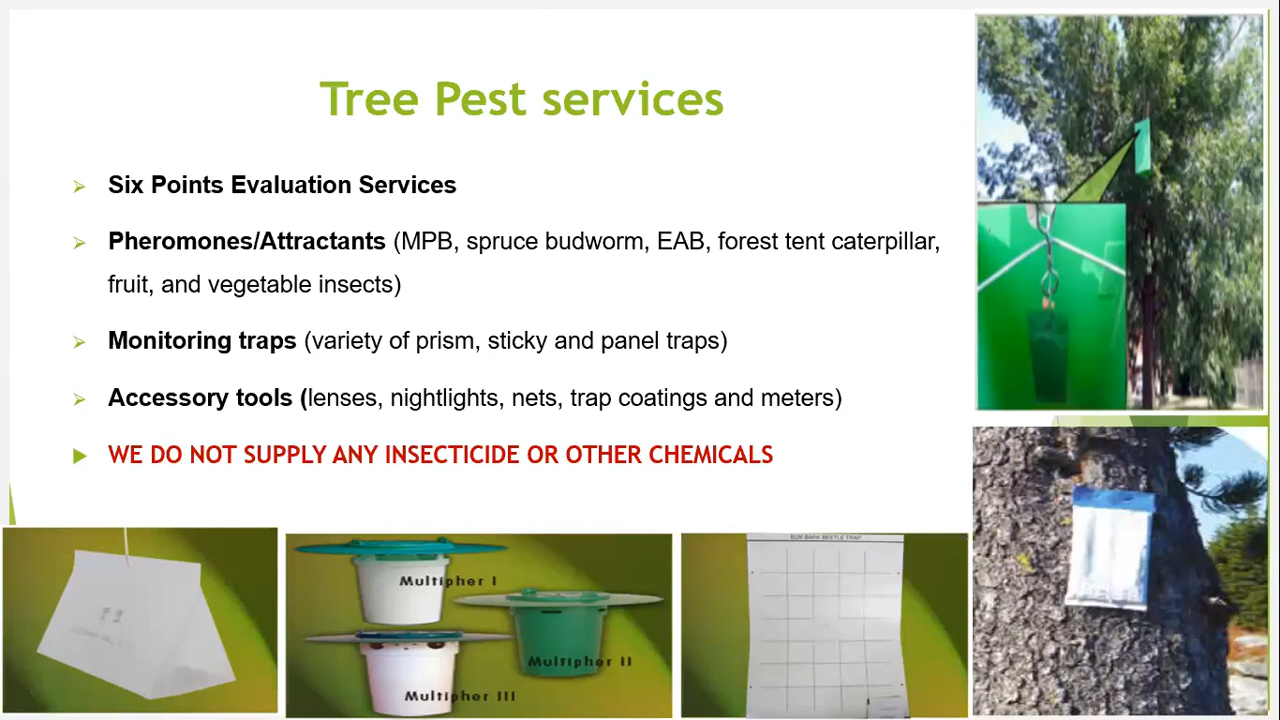 Tree Pest services
Six Points Evaluation Services
Pheromones/Attractants (MPB, spruce budworm, EAB, forest tent caterpillar,
fruit, and vegetable insects)
Monitoring traps (variety of prism, sticky and panel traps)
Accessory tools (lenses, nightlights, nets, trap coatings and meters)
WE DO NOT SUPPLY ANY INSECTICIDE OR OTHER CHEMICALS
Multipher I
Multipher II
Multipher III
ELM BARK BEETLE TRAP